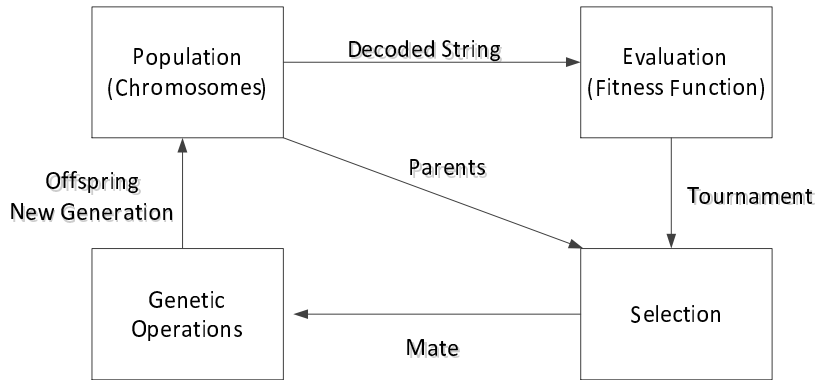 Population
(Chromosomes)
Decoded String
Evaluation
(Fitness Function)
Offspring
New Generation
Parents
Tournament
Genetic
Operations
Mate
Selection